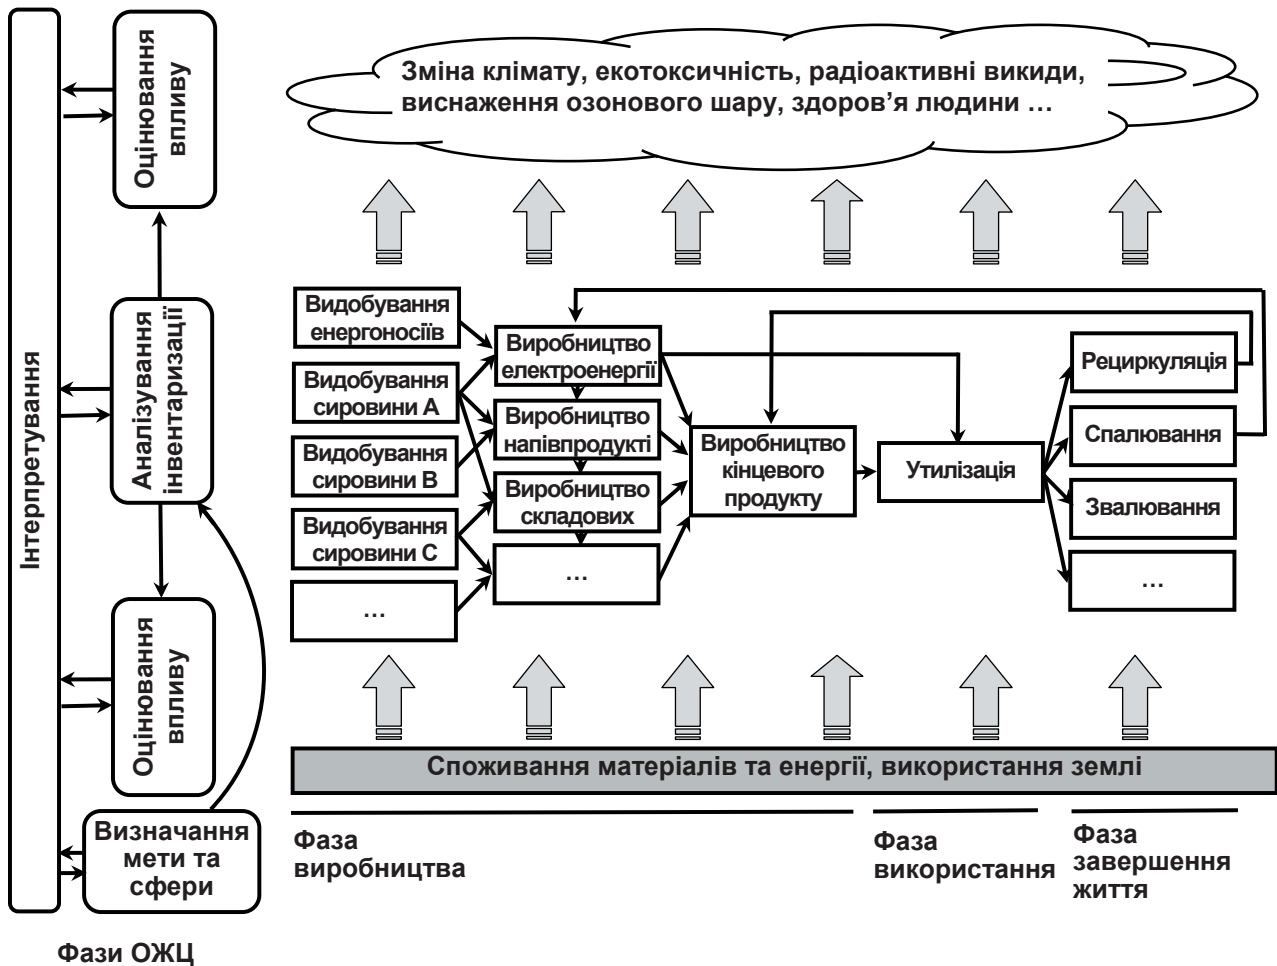 Інтерпретування
Оцінювання
впливу
Аналізування
інвентаризації
Оцінювання
впливу
Визначання
мети та
сфери
Фази ОЖЦ
Зміна клімату, екотоксичність, радіоактивні викиди,
виснаження озонового шару, здоров’я людини …
Видобування
енергоносіїв
Видобування
сировини А
Видобування
сировини В
Видобування
сировини С
…
Виробництво
електроенергії
Виробництво
напівпродукті
Виробництво
складових
…
Виробництво
кінцевого
продукту
Утилізація
Рециркуляція
Спалювання
Звалювання
…
Споживання матеріалів та енергії, використання землі
Фаза
виробництва
Фаза
використання
Фаза
завершення
життя